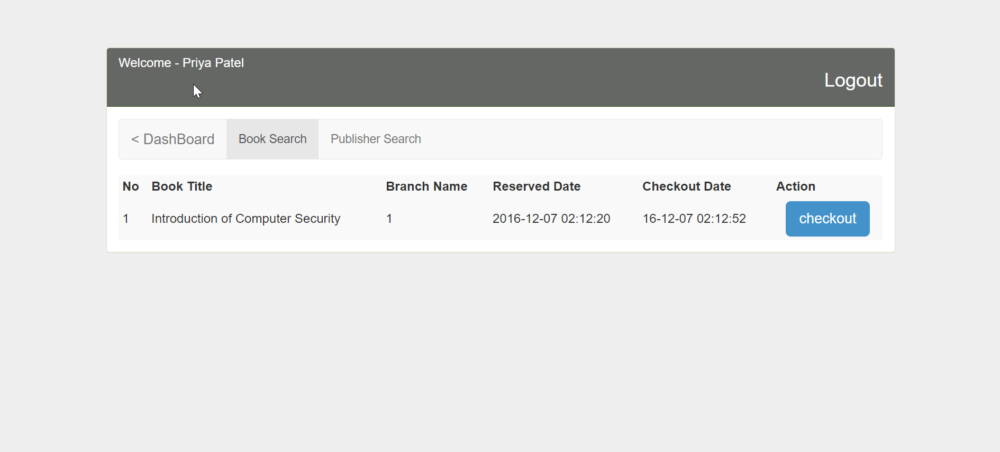 Welcome - Priya Patel
Logout
< DashBoard Book Search Publisher Search
No Book Title Branch Name Reserved Date Checkout Date Action
1 Introduction of Computer Security 1 2016-12-07 02:12:20 16-12-07 02:12:52 checkout